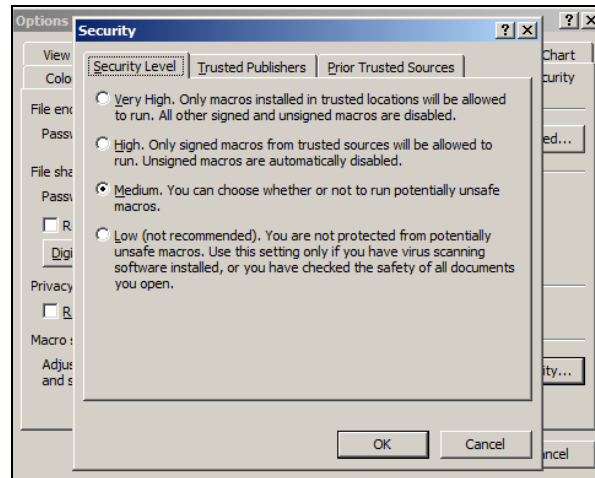 Options
Security
View
Security Level
Trusted Publishers
Prior Trusted Sources
Chart
Colo
curity
Very High. Only macros installed in trusted locations will be allowed
to run. All other signed and unsigned macros are disabled.
File enc
Passw
ed...
High. Only signed macros from trusted sources will be allowed to
run. Unsigned macros are automatically disabled.
File sha
Passw
Medium. You can choose whether or not to run potentially unsafe
macros.
R
Low (not recommended). You are not protected from potentially
unsafe macros. Use this setting only if you have virus scanning
software installed, or you have checked the safety of all documents
you open.
Digi
Privacy
R
Macro s
Adjus
and s
ity...
OK
Cancel
ncel